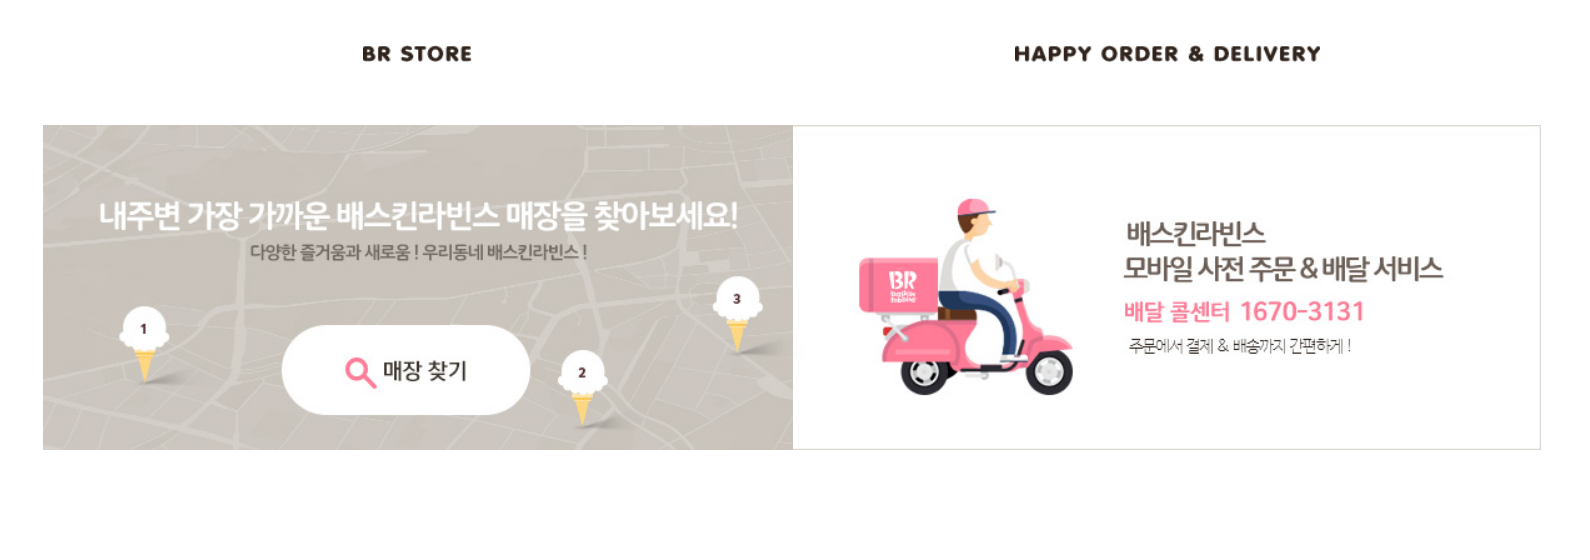 BR STORE
HAPPY ORDER & DELIVERY
내주변 가장 가까운 배스킨라빈스 매장을 찾아보세요!
다양한 즐거움과 새로움 ! 우리동네 배스킨라빈스 !
1
2
3
매장 찾기
BR
baskin
robbins
배스킨라빈스
모바일 사전 주문 & 배달 서비스
배달 콜센터 1670-3131
주문에서 결제 & 배송까지 간편하게 !